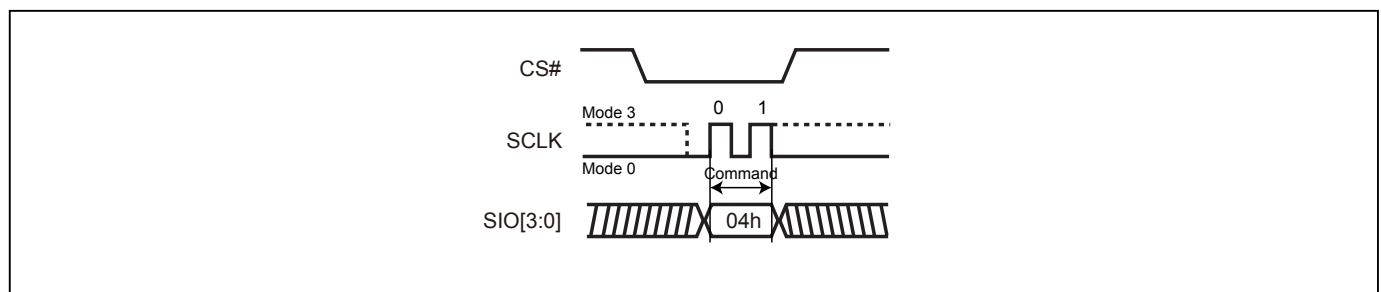 CS#
Mode 3
0 1
SCLK
Mode 0
Command
SIO[3:0]
04h